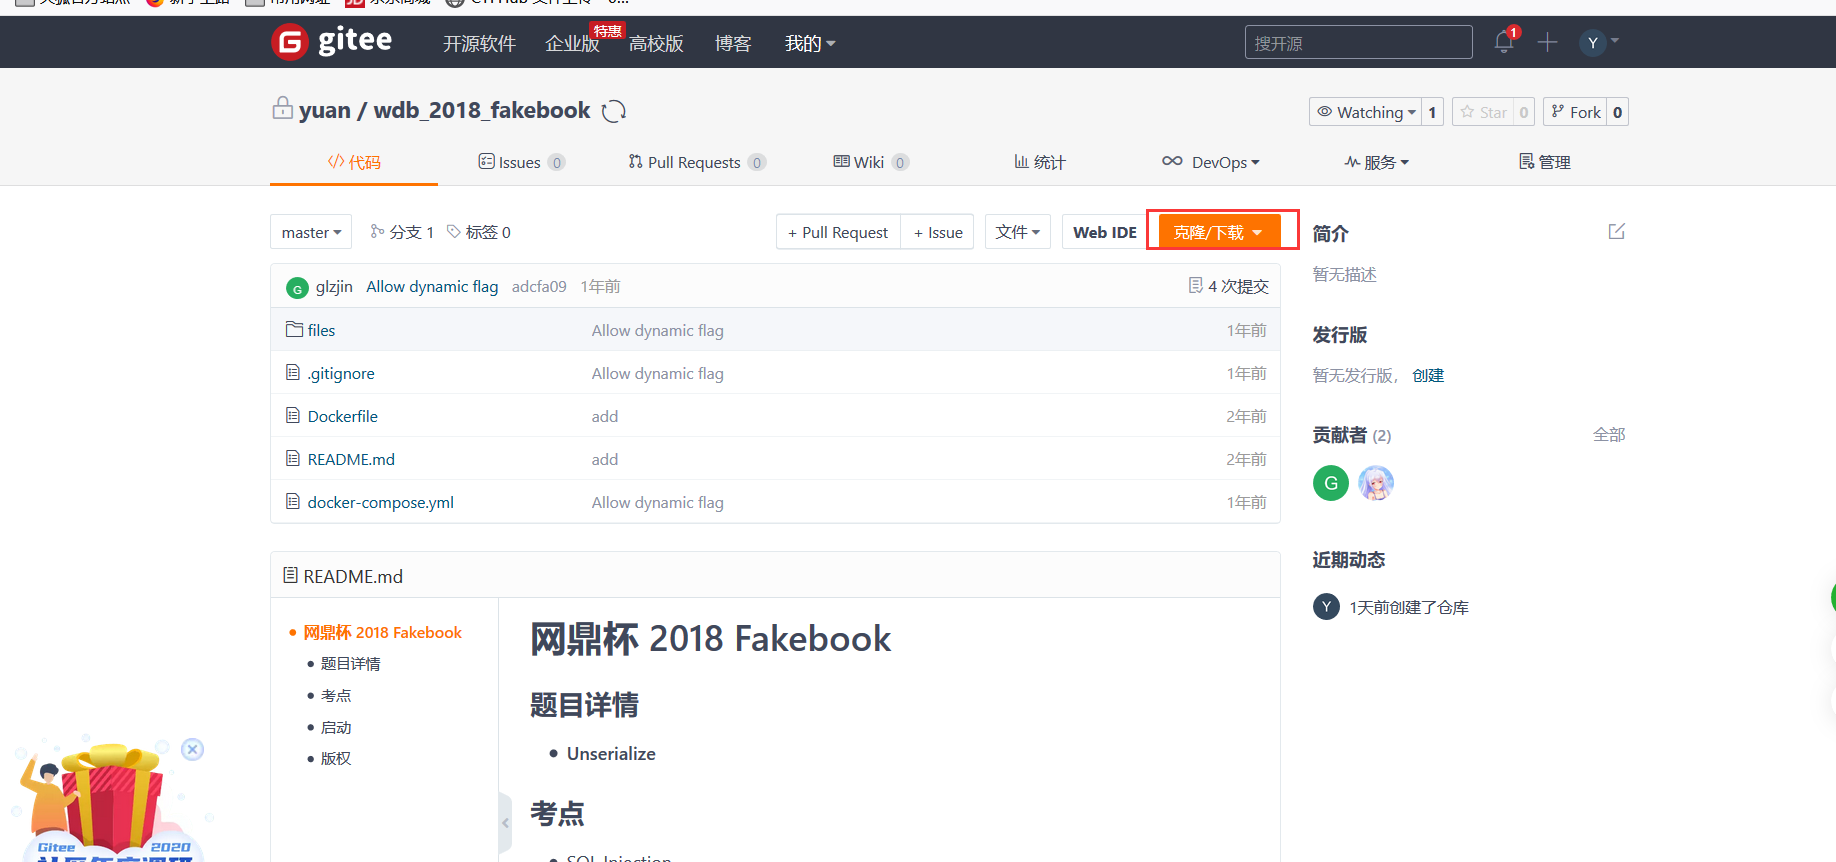 gitee
开源软件 企业版 特惠 高校版 博客 我的
搜开源
1
Y
yuan / wdb_2018_fakebook
Watching 1 Star 0 Fork 0
代码 Issues 0 Pull Requests 0 Wiki 0 统计 DevOps 服务 管理
master 分支 1 标签 0 + Pull Request + Issue 文件 Web IDE 克隆/下载
G glzjin Allow dynamic flag adcfa09 1年前 4 次提交
files Allow dynamic flag 1年前
.gitignore Allow dynamic flag 1年前
Dockerfile add 2年前
README.md add 2年前
docker-compose.yml Allow dynamic flag 1年前
简介
暂无描述
发行版
暂无发行版， 创建
贡献者 (2) 全部
G
近期动态
Y 1天前创建了仓库
README.md
网鼎杯 2018 Fakebook
题目详情
考点
启动
版权
网鼎杯 2018 Fakebook
题目详情
Unserialize
考点
SQL Injection
Gitee 2020